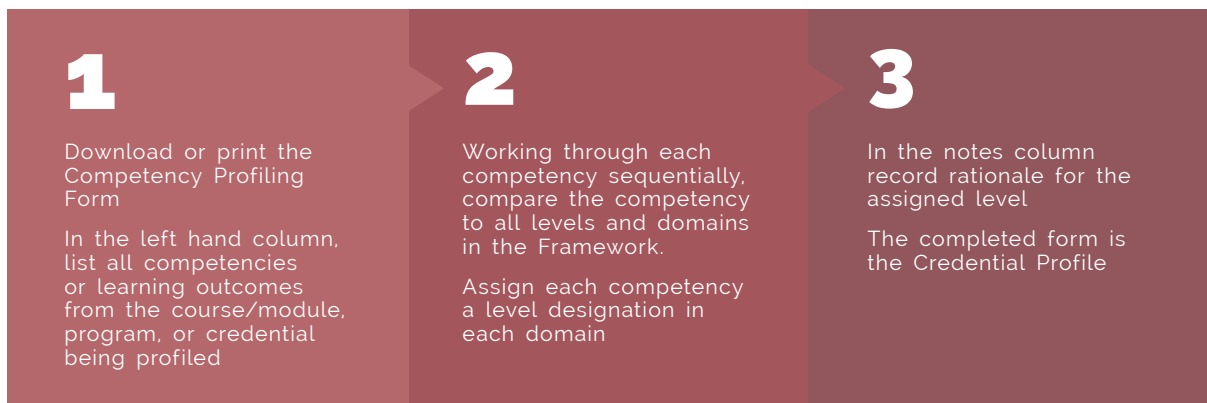 1
Download or print the
Competency Profiling
Form
In the left hand column,
list all competencies
or learning outcomes
from the course/module,
program, or credential
being profiled
2
Working through each
competency sequentially,
compare the competency
to all levels and domains
in the Framework.
Assign each competency
a level designation in
each domain
3
In the notes column
record rationale for the
assigned level
The completed form is
the Credential Profile